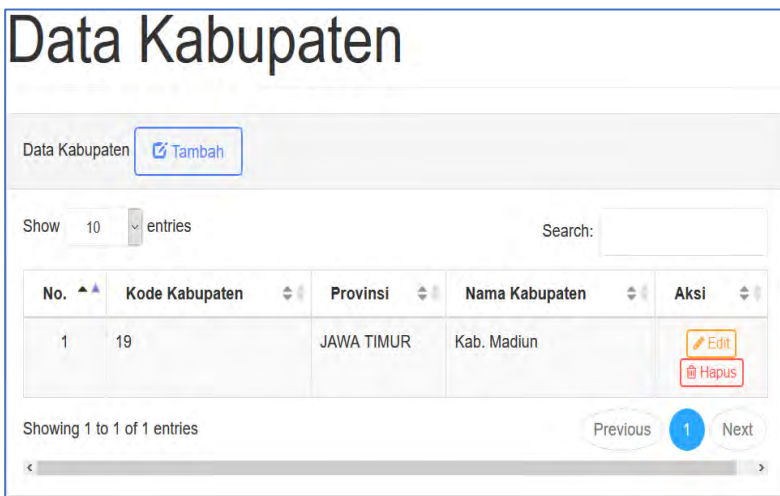 Data Kabupaten
Data Kabupaten Tambah
Show 10 entries Search:
No. Kode Kabupaten Provinsi Nama Kabupaten Aksi
1 19 JAWA TIMUR Kab. Madiun Edit
Hapus
Showing 1 to 1 of 1 entries Previous 1 Next